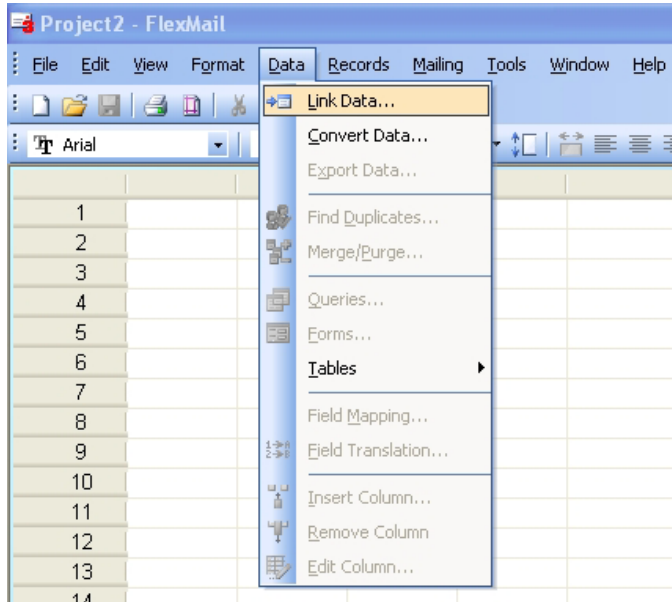 Project2 - FlexMail
File Edit View Format Data Records Mailing Tools Window Help
Link Data...
Arial
Convert Data...
Export Data...
1
Find Duplicates...
2
Merge/Purge...
3
4
Queries...
5
Forms...
6
Tables
7
8
Field Mapping...
9
Field Translation...
10
Insert Column...
11
12
Remove Column
13
Edit Column...
14